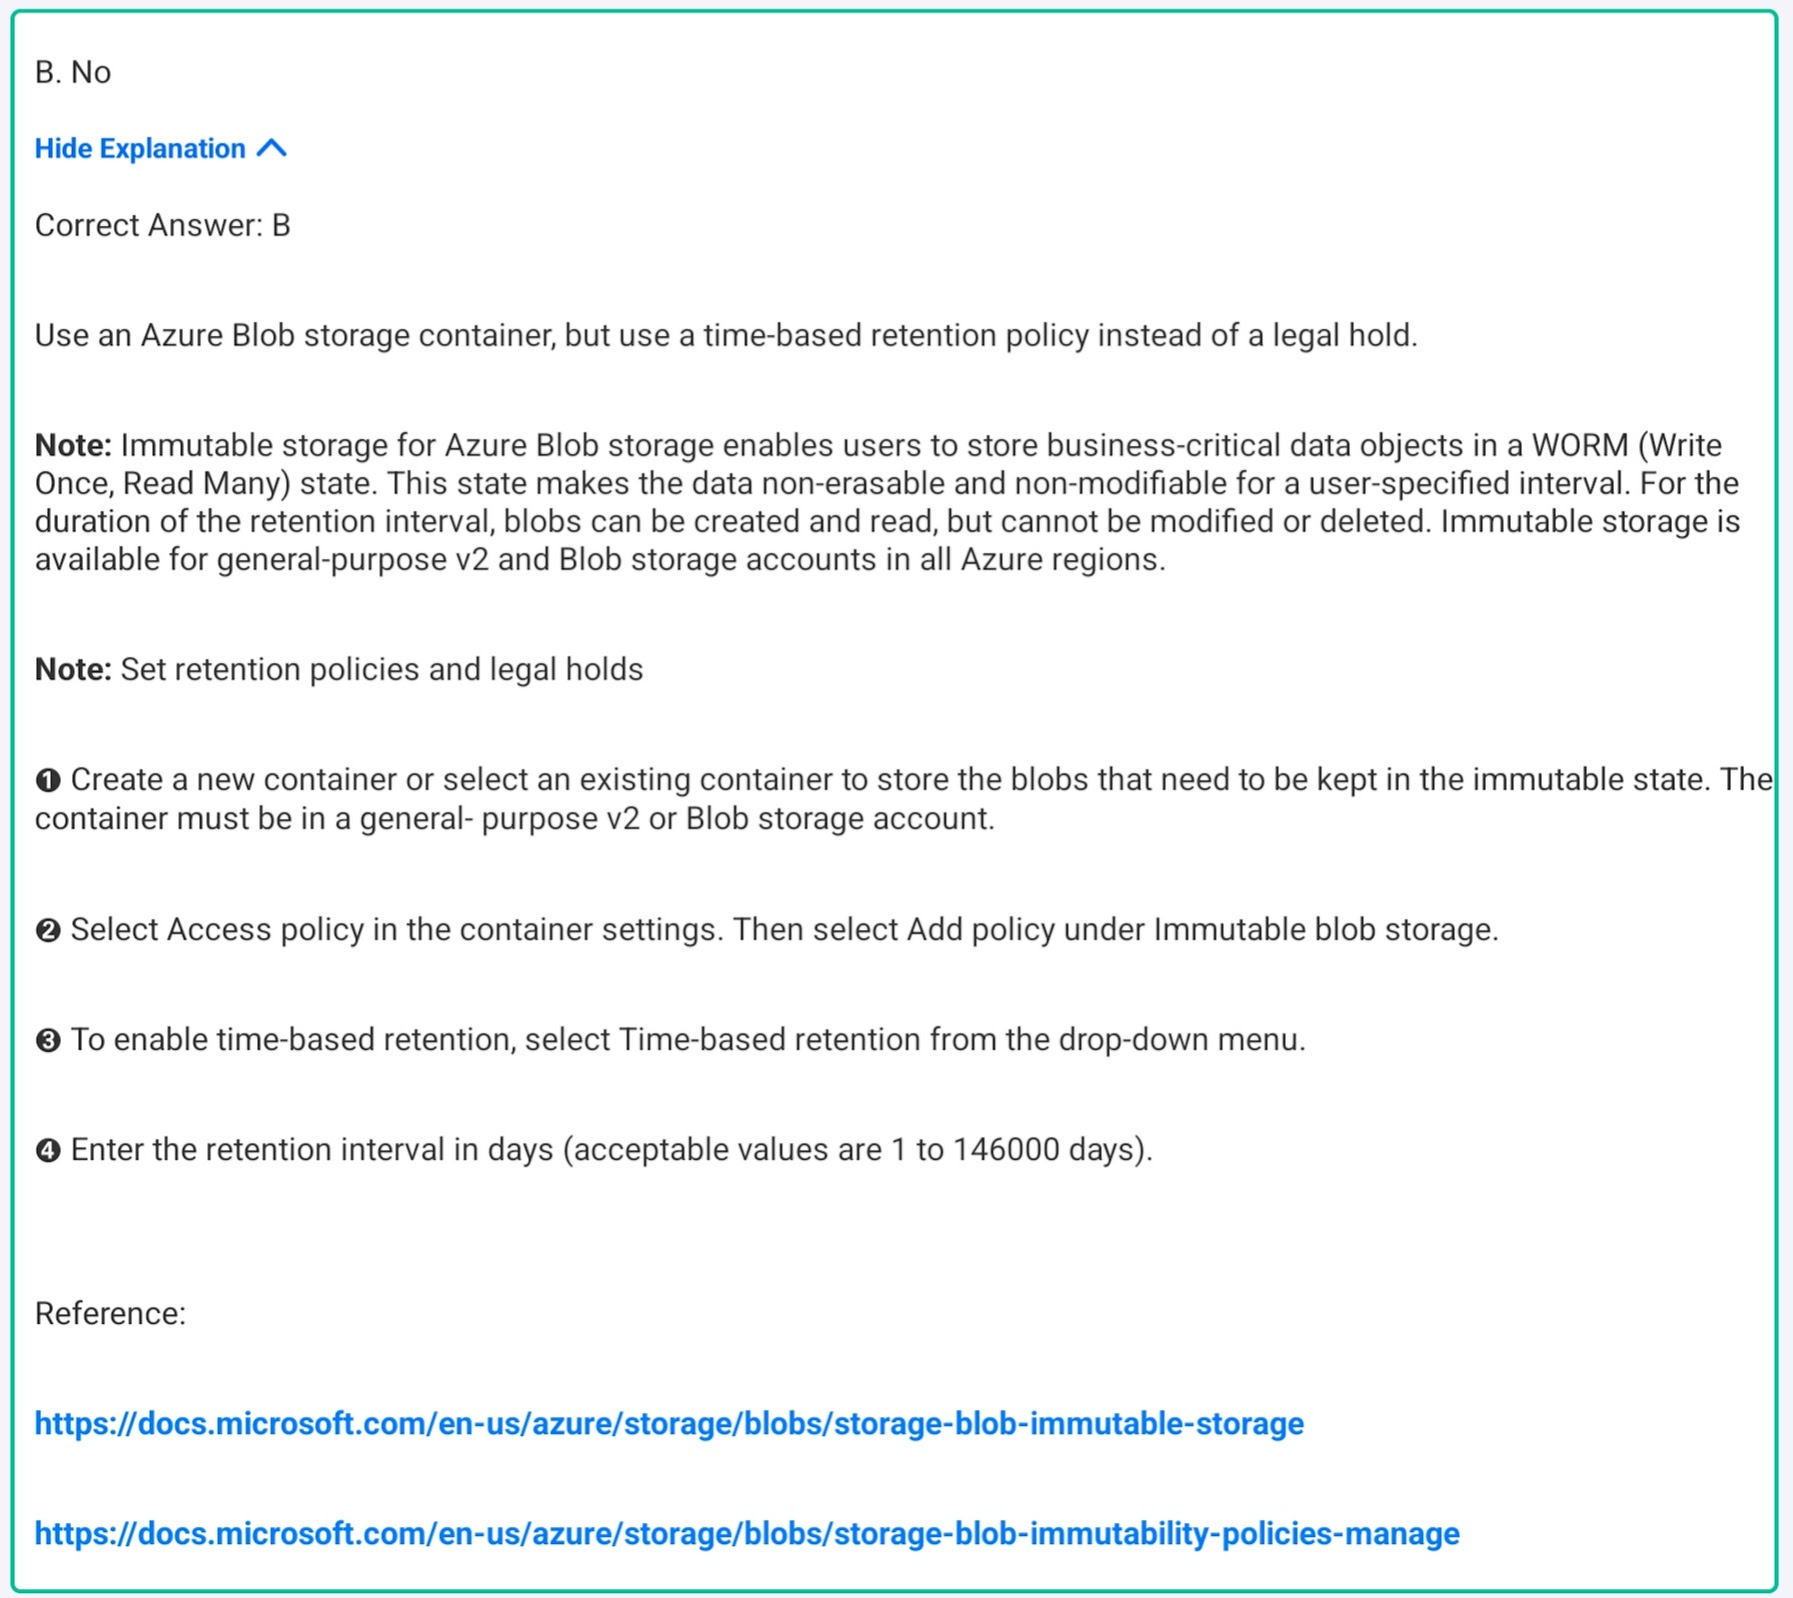 B. No
Hide Explanation
Correct Answer: B
Use an Azure Blob storage container, but use a time-based retention policy instead of a legal hold.
Note: Immutable storage for Azure Blob storage enables users to store business-critical data objects in a WORM (Write
Once, Read Many) state. This state makes the data non-erasable and non-modifiable for a user-specified interval. For the
duration of the retention interval, blobs can be created and read, but cannot be modified or deleted. Immutable storage is
available for general-purpose v2 and Blob storage accounts in all Azure regions.
Note: Set retention policies and legal holds
❶ Create a new container or select an existing container to store the blobs that need to be kept in the immutable state. The
container must be in a general- purpose v2 or Blob storage account.
❷ Select Access policy in the container settings. Then select Add policy under Immutable blob storage.
❸ To enable time-based retention, select Time-based retention from the drop-down menu.
❹ Enter the retention interval in days (acceptable values are 1 to 146000 days).
Reference:
https://docs.microsoft.com/en-us/azure/storage/blobs/storage-blob-immutable-storage
https://docs.microsoft.com/en-us/azure/storage/blobs/storage-blob-immutability-policies-manage